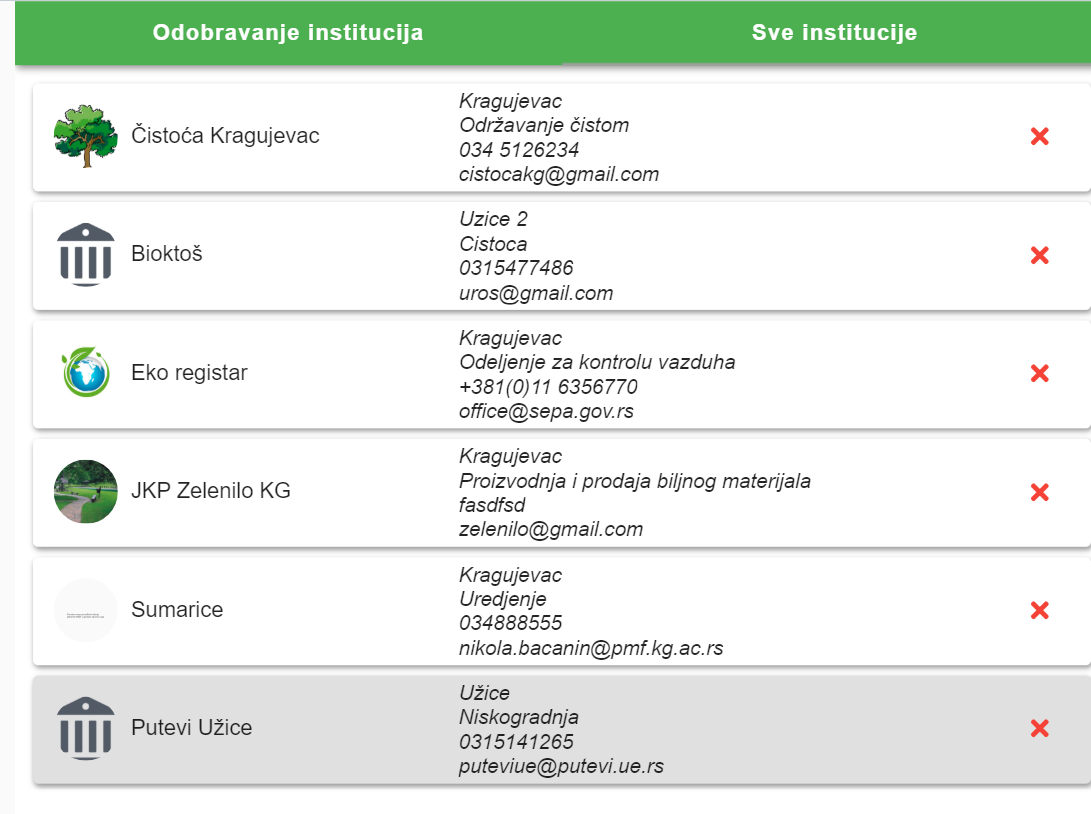 Odobravanje institucija
Sve institucije
Čistoća Kragujevac
Kragujevac
Održavanje čistom
034 5126234
cistocakg@gmail.com
Bioktoš
Uzice 2
Cistoca
0315477486
uros@gmail.com
Eko registar
Kragujevac
Odeljenje za kontrolu vazduha
+381(0)11 6356770
office@sepa.gov.rs
JKP Zelenilo KG
Kragujevac
Proizvodnja i prodaja biljnog materijala
fasdfsd
zelenilo@gmail.com
Sumarice
Kragujevac
Uredjenje
034888555
nikola.bacanin@pmf.kg.ac.rs
Putevi Užice
Užice
Niskogradnja
0315141265
puteviue@putevi.ue.rs